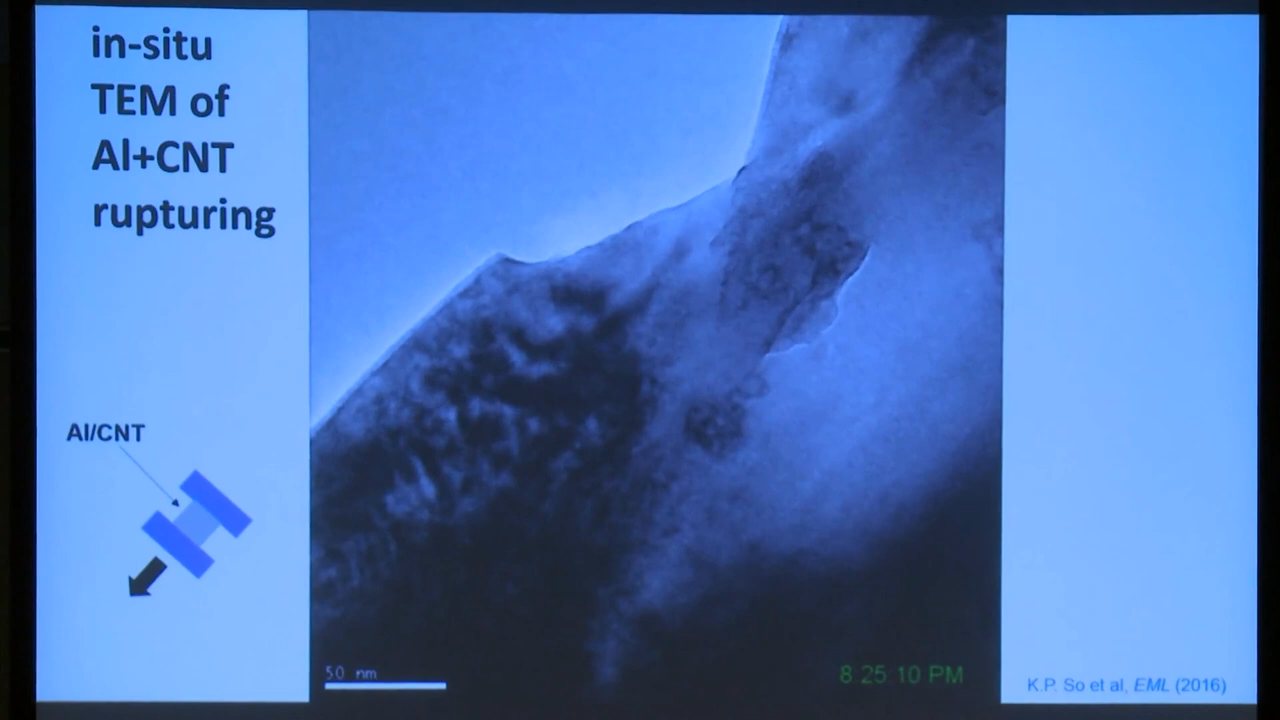 in-situ
TEM of
Al+CNT
rupturing
Al/CNT
50 nm
8:25:10 PM
K.P. So et al, EML (2016)